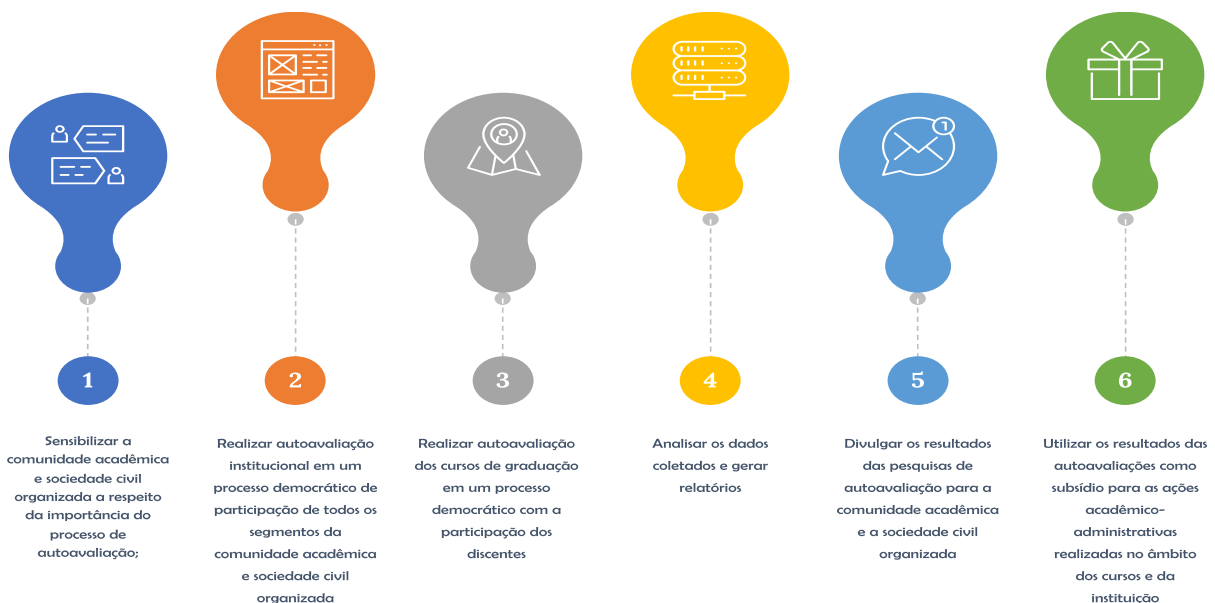 1
1
Sensibilizar a
comunidade acadêmica
e sociedade civil
organizada a respeito
da importância do
processo de
autoavaliação;
2
Realizar autoavaliação
institucional em um
processo democrático de
participação de todos os
segmentos da
comunidade acadêmica
e sociedade civil
organizada
3
Realizar autoavaliação
dos cursos de graduação
em um processo
democrático com a
participação dos
discentes
4
Analisar os dados
coletados e gerar
relatórios
5
Divulgar os resultados
das pesquisas de
autoavaliação para a
comunidade acadêmica
e a sociedade civil
organizada
6
Utilizar os resultados das
autoavaliações como
subsídio para as ações
acadêmico-
administrativas
realizadas no âmbito
dos cursos e da
instituição